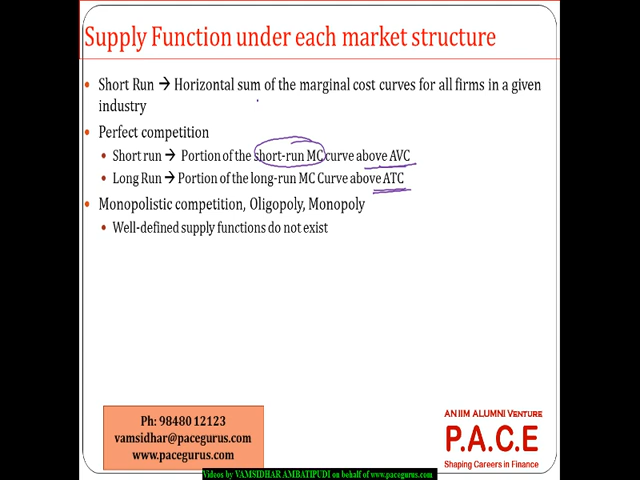 Supply Function under each market structure
• Short Run → Horizontal sum of the marginal cost curves for all firms in a given
industry
• Perfect competition
• Short run → Portion of the short-run MC curve above AVC
• Long Run → Portion of the long-run MC Curve above ATC
• Monopolistic competition, Oligopoly, Monopoly
• Well-defined supply functions do not exist
Ph: 98480 12123
vamsidhar@pacegurus.com
www.pacegurus.com
AN IIM ALUMNI VENTURE
P.A.C.E
Shaping Careers in Finance
Videos by VAMSIDHAR AMBATIPUDI on behalf of www.pacegurus.com